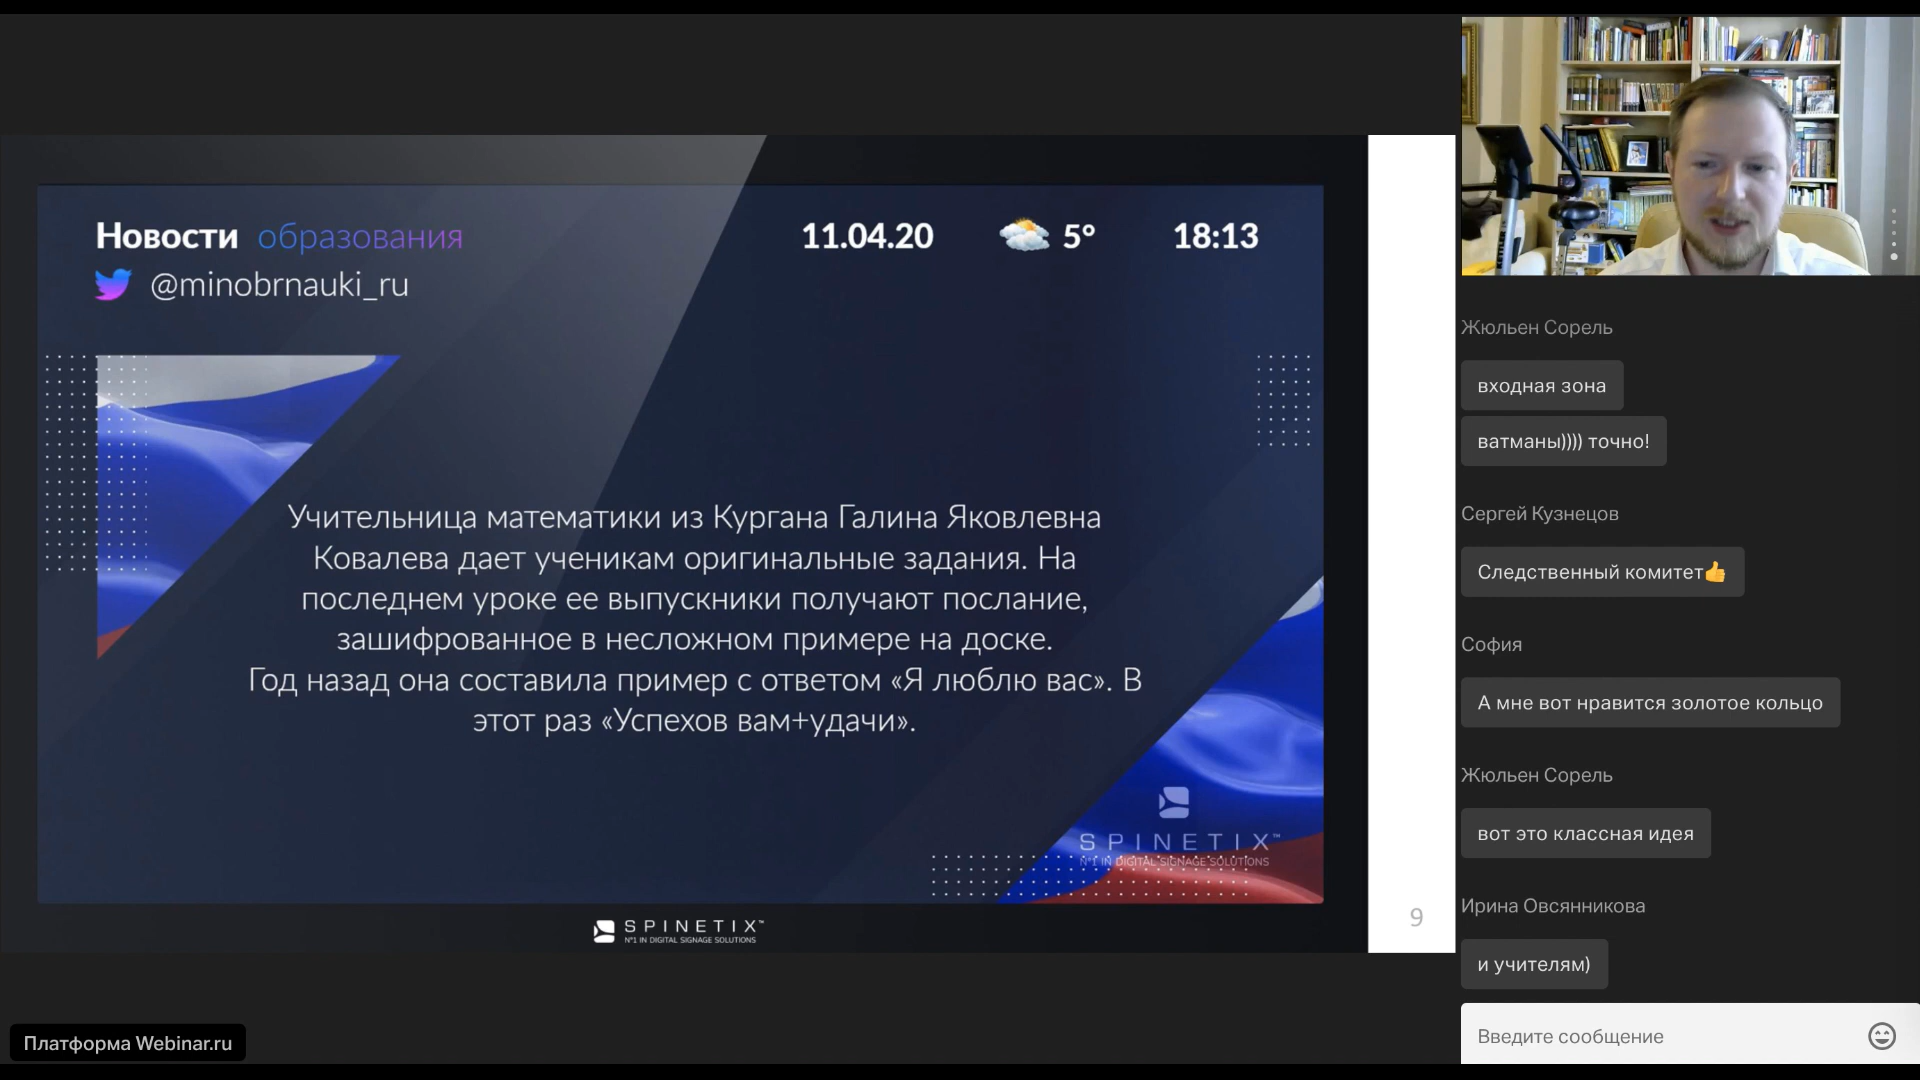 Новости образования
11.04.20 5° 18:13
@minobrnauki_ru
Учительница математики из Кургана Галина Яковлевна
Ковалева дает ученикам оригинальные задания. На
последнем уроке ее выпускники получают послание,
зашифрованное в несложном примере на доске.
Год назад она составила пример с ответом «Я люблю вас». В
этот раз «Успехов вам+удачи».
SPINETIX™
N°1 IN DIGITAL SIGNAGE SOLUTIONS
SPINETIX™
N°1 IN DIGITAL SIGNAGE SOLUTIONS
9
Платформа Webinar.ru
Жюльен Сорель
входная зона
ватманы)))) точно!
Сергей Кузнецов
Следственный комитет👍
София
А мне вот нравится золотое кольцо
Жюльен Сорель
вот это классная идея
Ирина Овсянникова
и учителям)
Введите сообщение